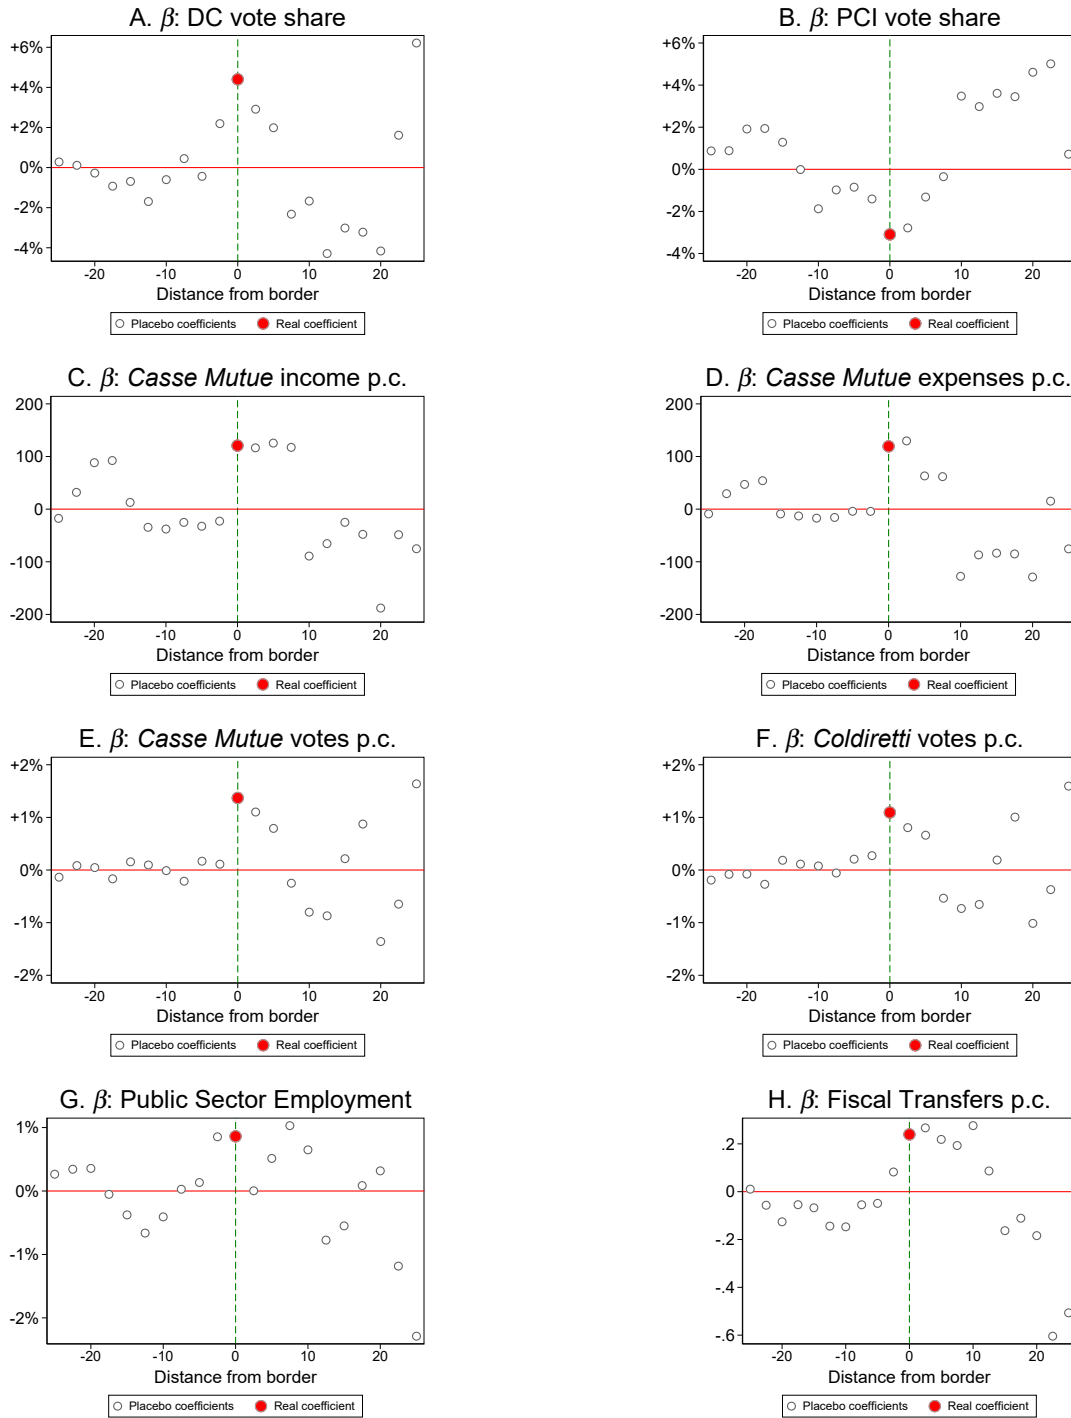 A. β: DC vote share
+6%
+4%
+2%
0%
-2%
-4%
-20 -10 0 10 20
Distance from border
Placebo coefficients Real coefficient
B. β: PCI vote share
+6%
+4%
+2%
0%
-2%
-4%
-20 -10 0 10 20
Distance from border
Placebo coefficients Real coefficient
C. β: Casse Mutue income p.c.
200
100
0
-100
-200
-20 -10 0 10 20
Distance from border
Placebo coefficients Real coefficient
D. β: Casse Mutue expenses p.c.
200
100
0
-100
-200
-20 -10 0 10 20
Distance from border
Placebo coefficients Real coefficient
E. β: Casse Mutue votes p.c.
+2%
+1%
0%
-1%
-2%
-20 -10 0 10 20
Distance from border
Placebo coefficients Real coefficient
F. β: Coldiretti votes p.c.
+2%
+1%
0%
-1%
-2%
-20 -10 0 10 20
Distance from border
Placebo coefficients Real coefficient
G. β: Public Sector Employment
1%
0%
-1%
-2%
-20 -10 0 10 20
Distance from border
Placebo coefficients Real coefficient
H. β: Fiscal Transfers p.c.
.2
0
-.2
-.4
-.6
-20 -10 0 10 20
Distance from border
Placebo coefficients Real coefficient